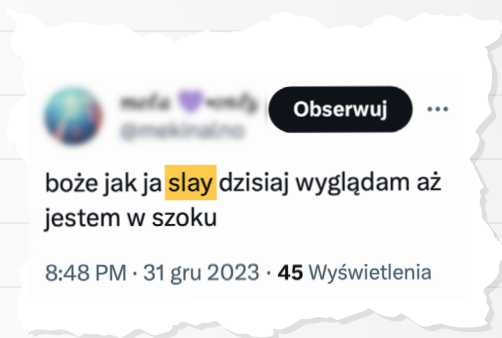 Obserwuj
boże jak ja slay dzisiaj wyglądam aż
jestem w szoku
8:48 PM · 31 gru 2023 · 45 Wyświetlenia